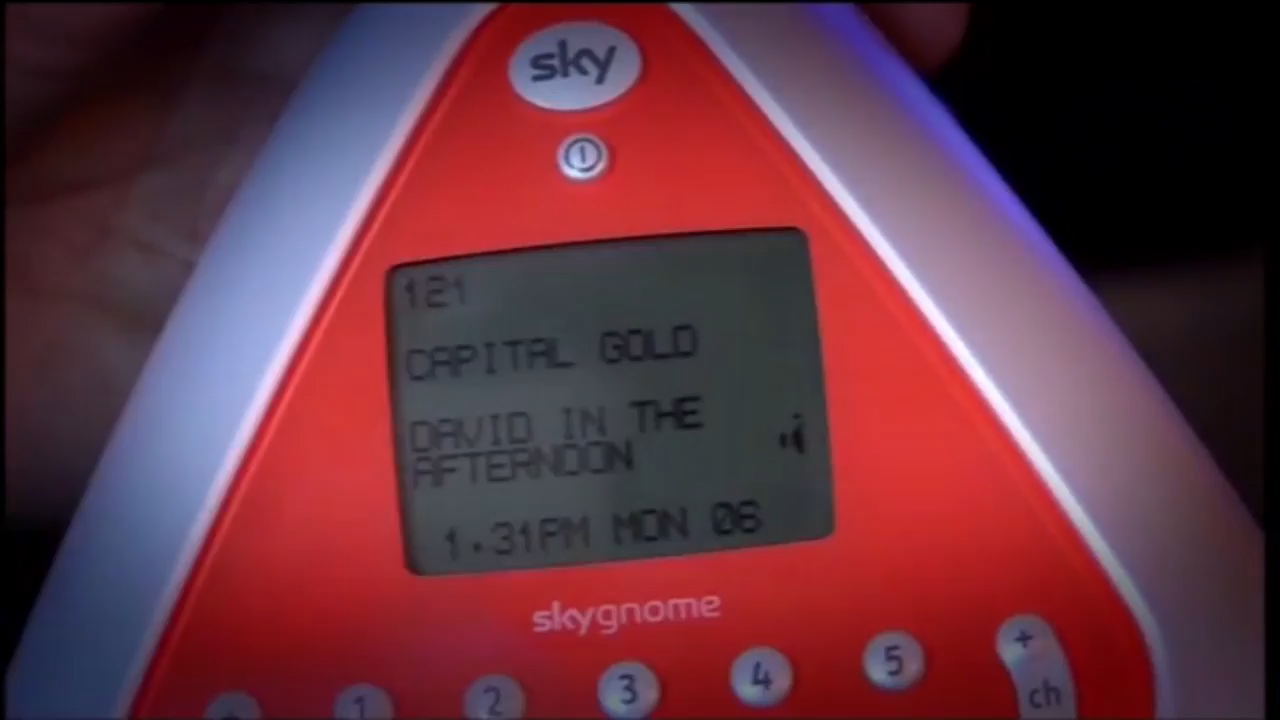 sky
121
CAPITAL GOLD
DAVID IN THE
AFTERNOON
1.31PM MON 06
skygnome
1 2 3 4 5 +
ch